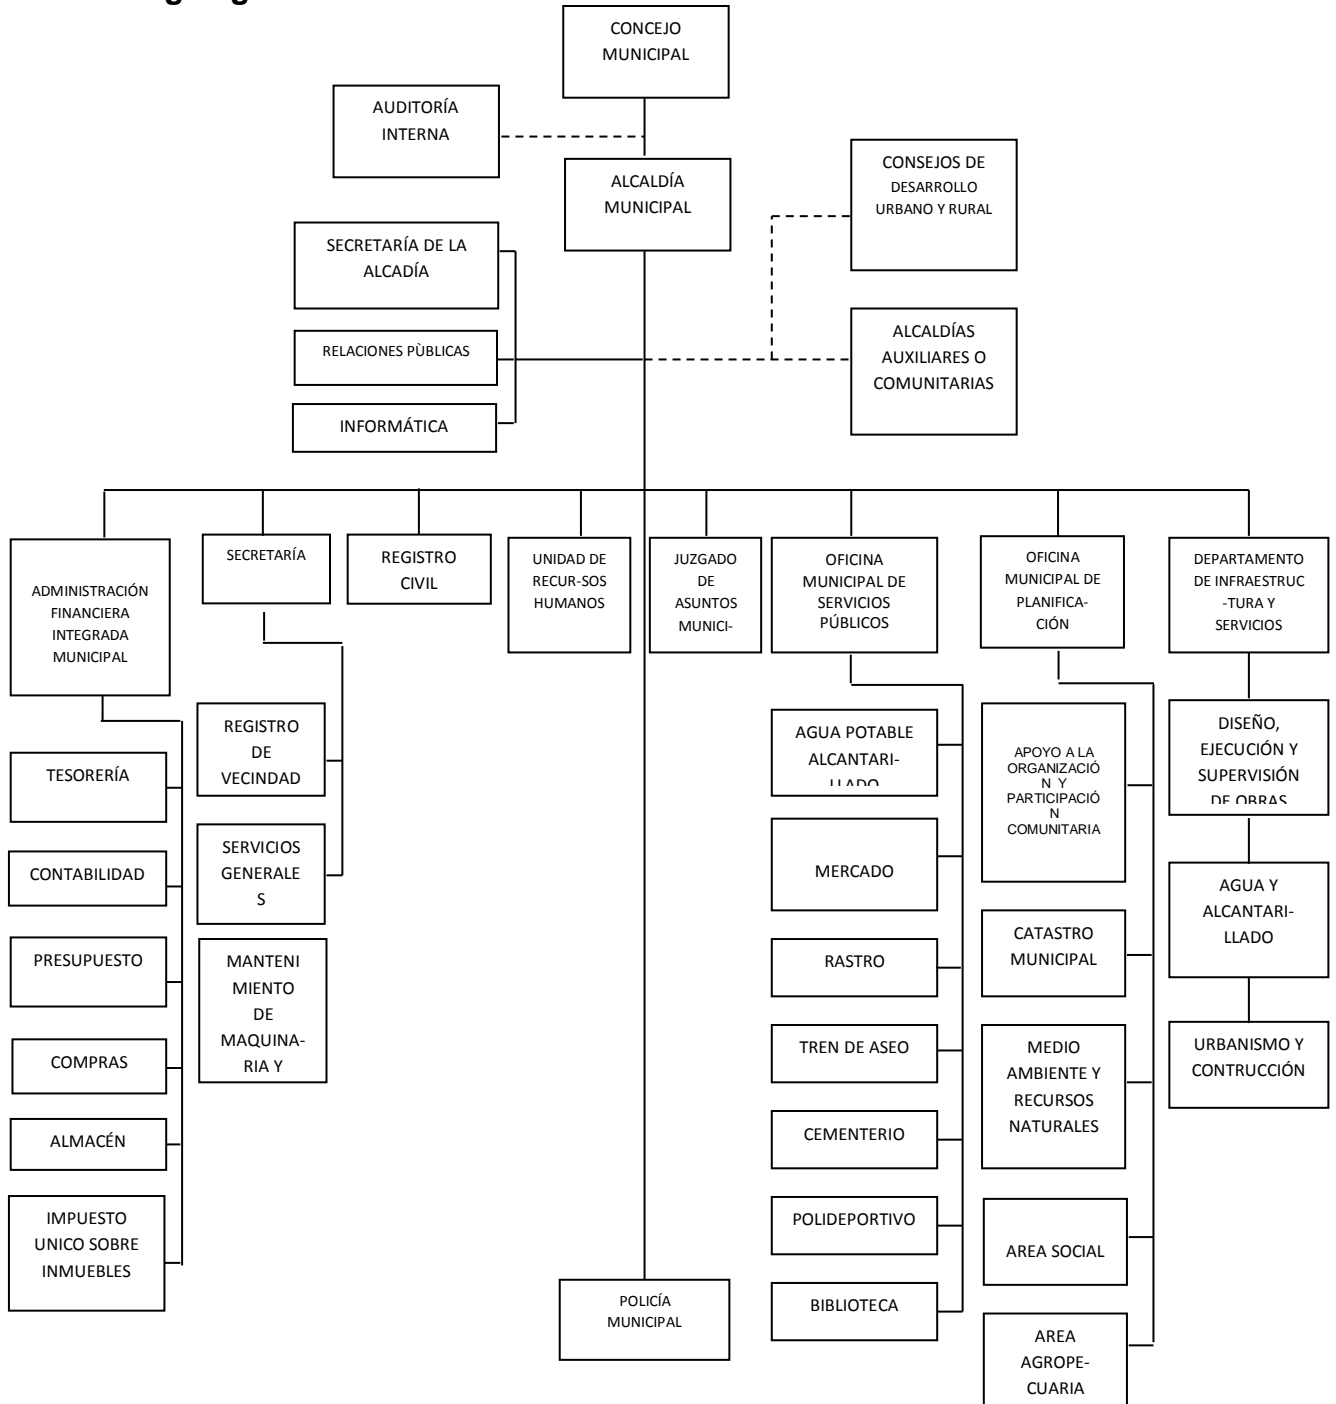 CONCEJO
MUNICIPAL
AUDITORÍA
INTERNA
ALCALDÍA
MUNICIPAL
CONSEJOS DE
DESARROLLO
URBANO Y RURAL
SECRETARÍA DE LA
ALCADÍA
RELACIONES PÙBLICAS
INFORMÁTICA
ALCALDÍAS
AUXILIARES O
COMUNITARIAS
ADMINISTRACIÓN
FINANCIERA
INTEGRADA
MUNICIPAL
SECRETARÍA
REGISTRO
CIVIL
UNIDAD DE
RECUR-SOS
HUMANOS
JUZGADO
DE
ASUNTOS
MUNICI-
OFICINA
MUNICIPAL DE
SERVICIOS
PÚBLICOS
OFICINA
MUNICIPAL DE
PLANIFICA-
CIÓN
DEPARTAMENTO
DE INFRAESTRUC
-TURA Y
SERVICIOS
TESORERÍA
CONTABILIDAD
PRESUPUESTO
COMPRAS
ALMACÉN
IMPUESTO
UNICO SOBRE
INMUEBLES
REGISTRO
DE
VECINDAD
SERVICIOS
GENERALE
S
MANTENI
MIENTO
DE
MAQUINA-
RIA Y
POLICÍA
MUNICIPAL
AGUA POTABLE
ALCANTARI-
LLADO
MERCADO
RASTRO
TREN DE ASEO
CEMENTERIO
POLIDEPORTIVO
BIBLIOTECA
APOYO A LA
ORGANIZACIÓ
N Y
PARTICIPACIÓ
N
COMUNITARIA
CATASTRO
MUNICIPAL
MEDIO
AMBIENTE Y
RECURSOS
NATURALES
AREA SOCIAL
AREA
AGROPE-
CUARIA
DISEÑO,
EJECUCIÓN Y
SUPERVISIÓN
DE OBRAS
AGUA Y
ALCANTARI-
LLADO
URBANISMO Y
CONTRUCCIÓN